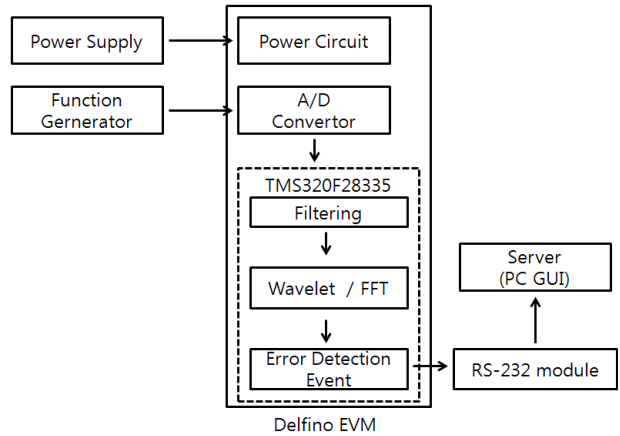 Power Supply
Power Circuit
Function
Gernerator
A/D
Convertor
TMS320F28335
Filtering
Wavelet / FFT
Error Detection
Event
Server
(PC GUI)
RS-232 module
Delfino EVM